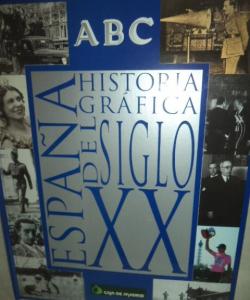 ABC
ESPAÑA
HISTORIA
GRÁFICA
DEL SIGLO
XX